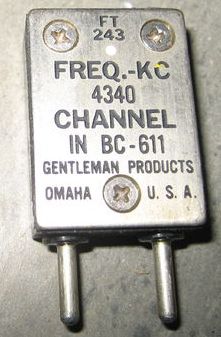 FT
243
FREQ.-KC
4340
CHANNEL
IN BC-611
GENTLEMAN PRODUCTS
OMAHA U. S. A.